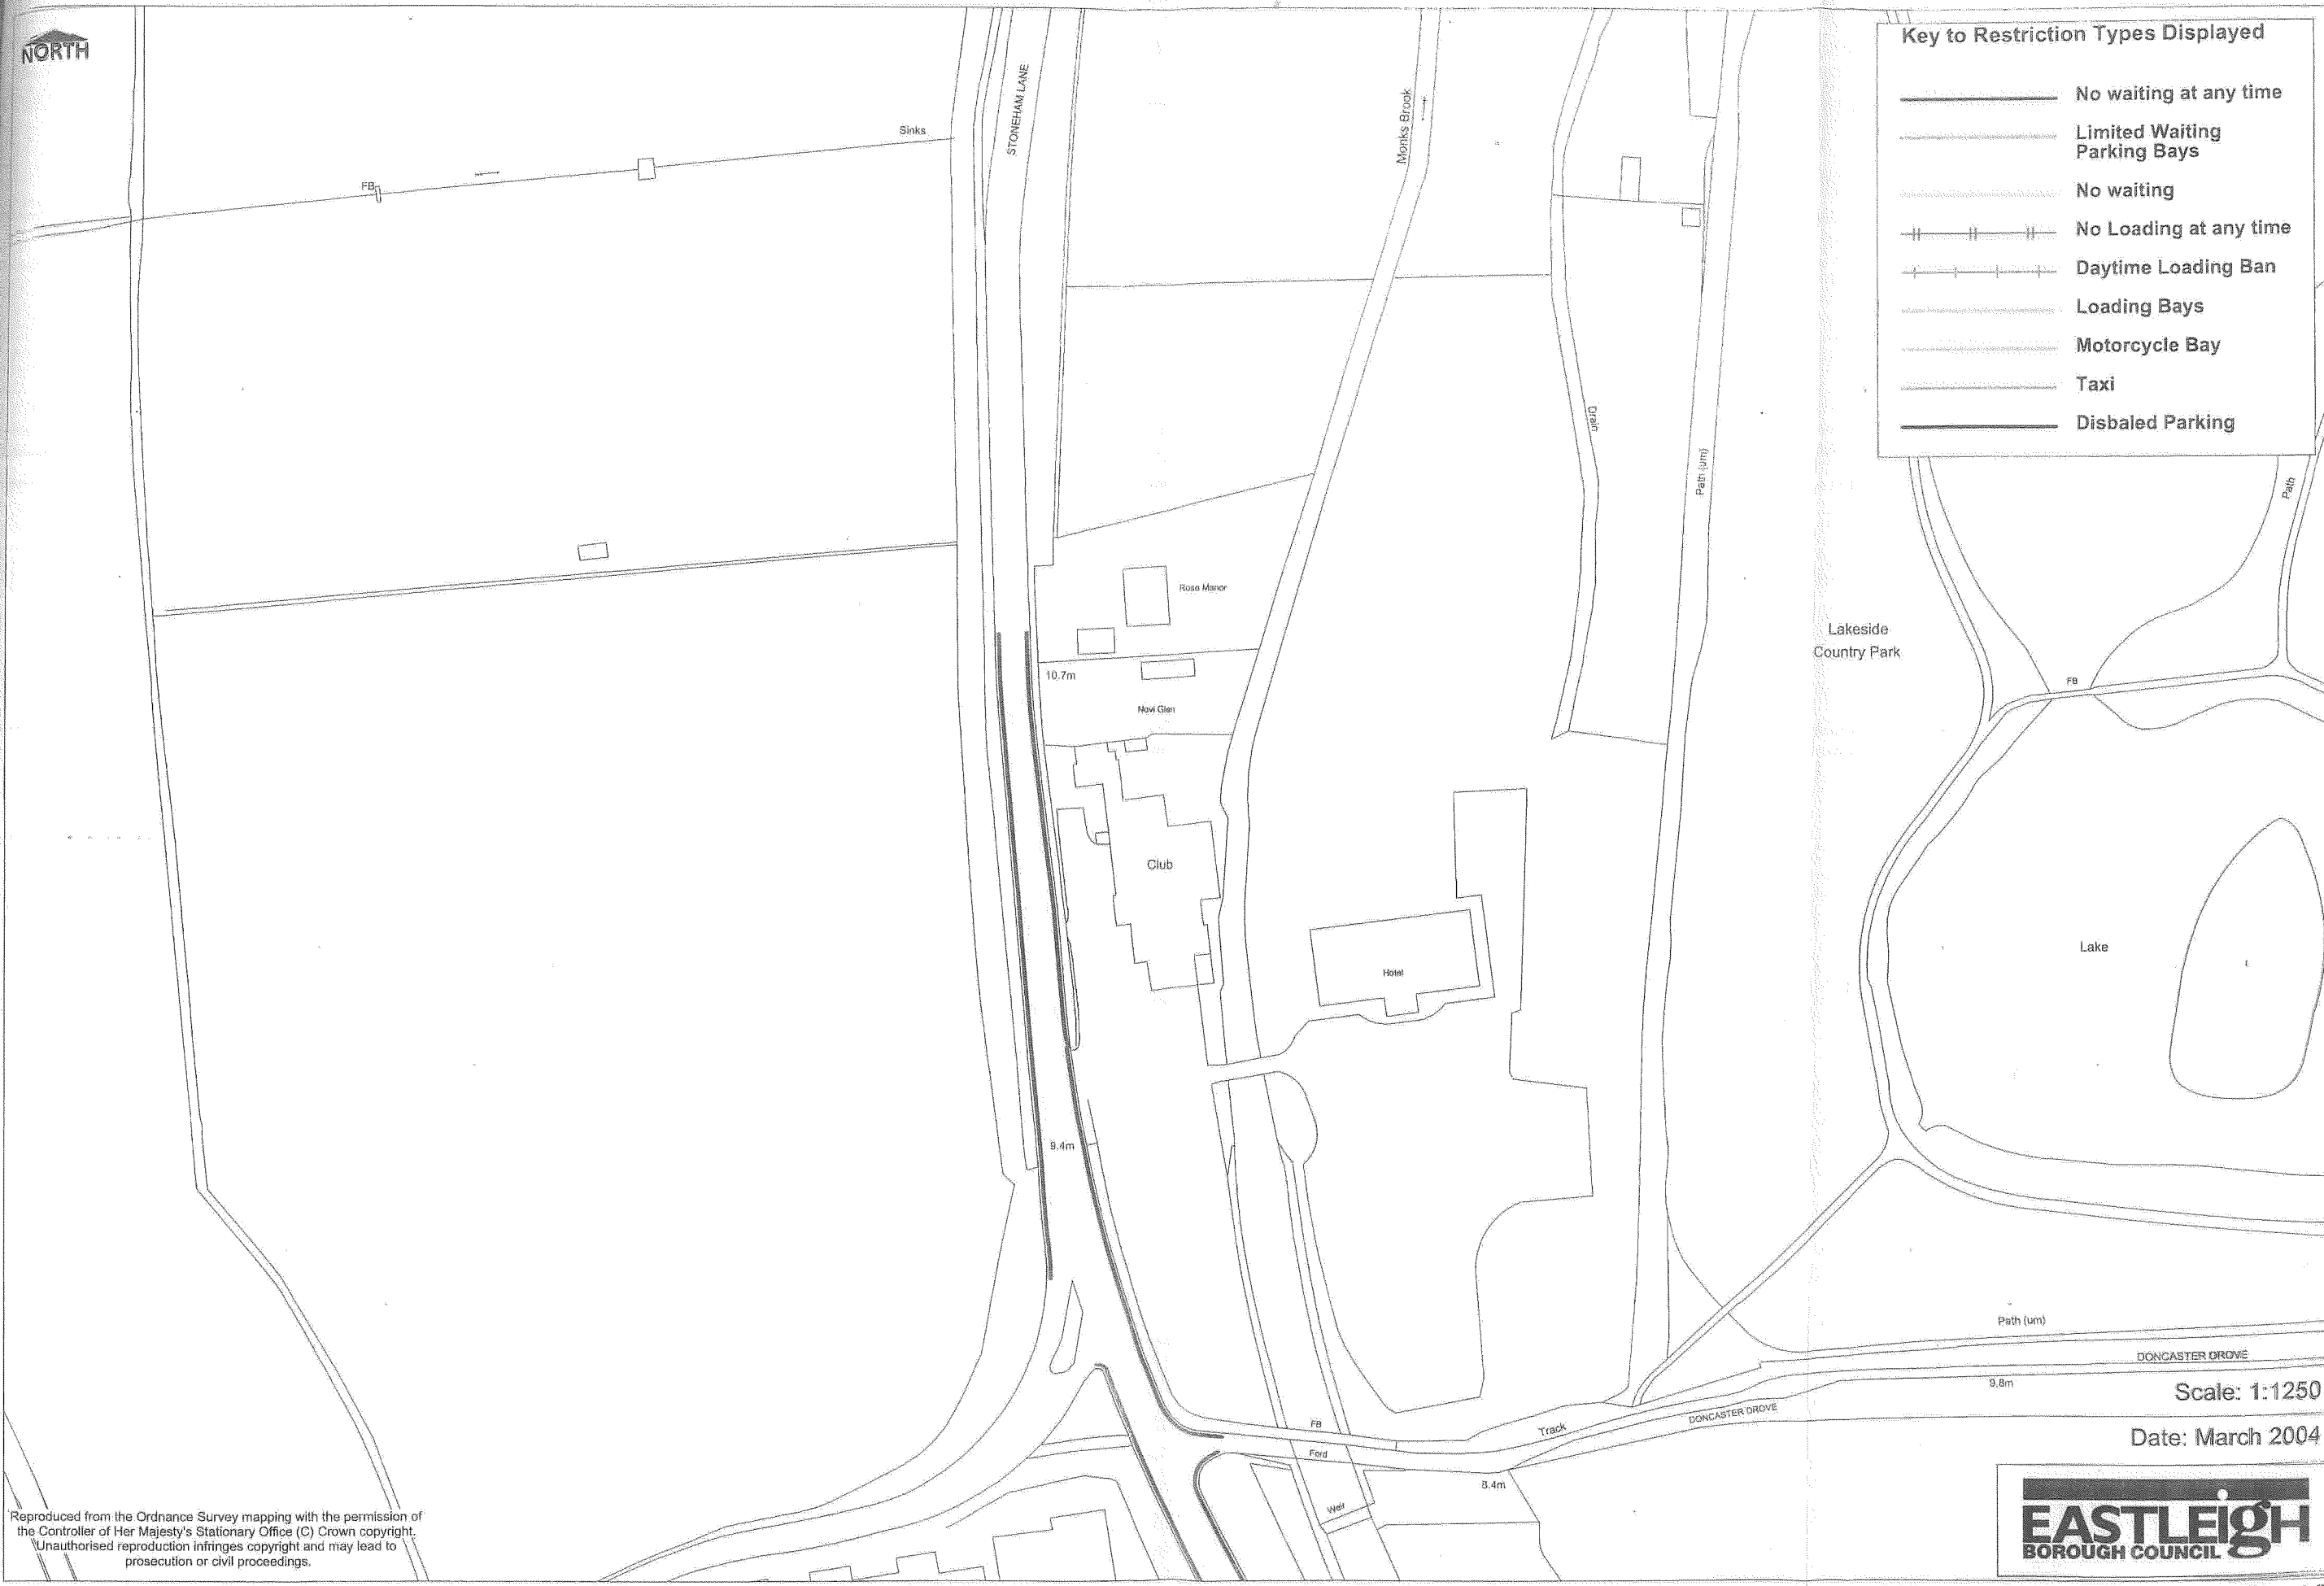 NORTH
Key to Restriction Types Displayed
No waiting at any time
Limited Waiting
Parking Bays
No waiting
No Loading at any time
Daytime Loading Ban
Loading Bays
Motorcycle Bay
Taxi
Disbaled Parking
STONEHAM LANE
Monks Brook
Sinks
FB
Drain
Path (um)
Path
Rose Manor
Lakeside
Country Park
10.7m
FB
Novi Glen
Club
Lake
Hotel
9.4m
Path (um)
DONCASTER DROVE
9.8m
Scale: 1:1250
DONCASTER DROVE
FB
Track
Ford
Date: March 2004
8.4m
Weir
Reproduced from the Ordnance Survey mapping with the permission of
the Controller of Her Majesty's Stationary Office (C) Crown copyright.
Unauthorised reproduction infringes copyright and may lead to
prosecution or civil proceedings.
EASTLEIGH
BOROUGH COUNCIL